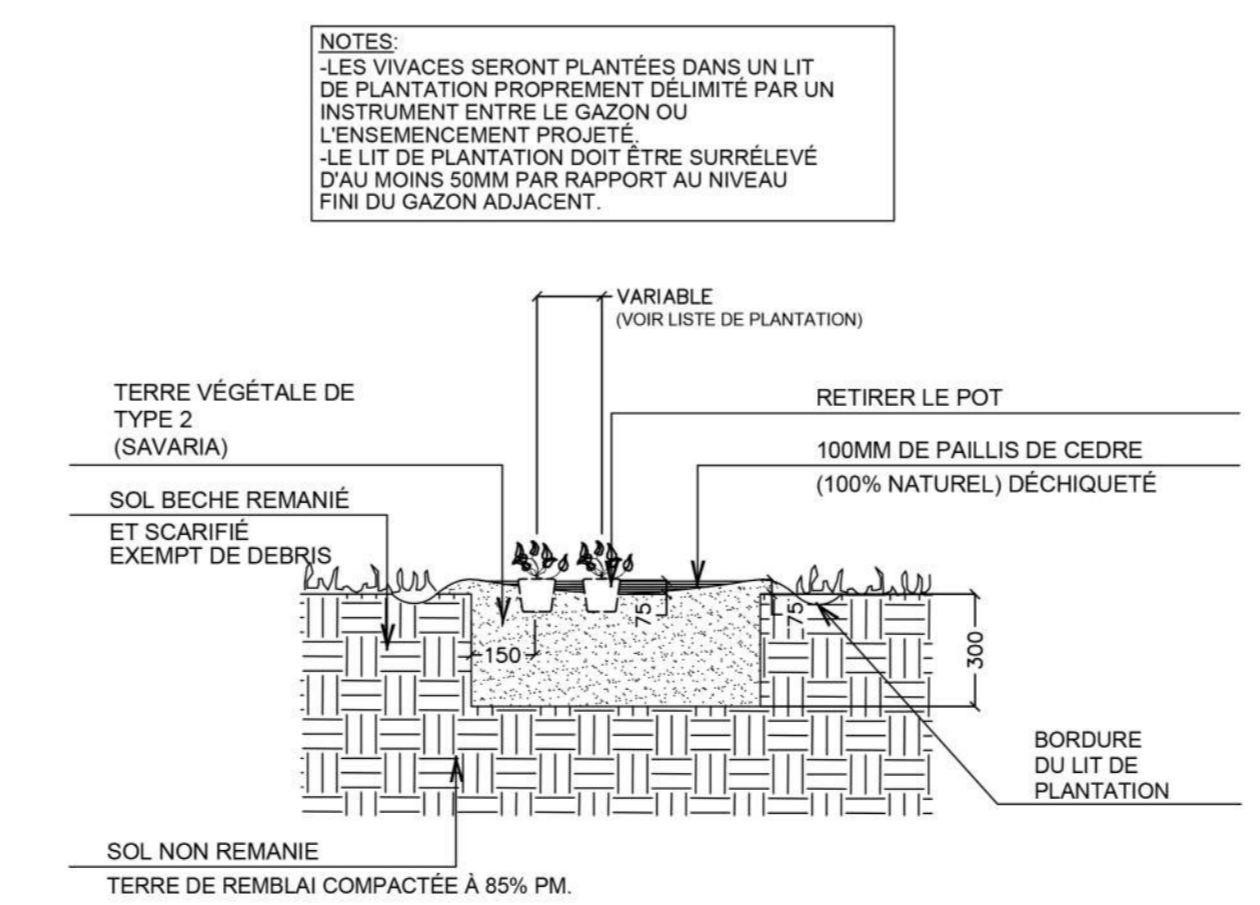 NOTES:
-LES VIVACES SERONT PLANTÉES DANS UN LIT
DE PLANTATION PROPREMENT DÉLIMITÉ PAR UN
INSTRUMENT ENTRE LE GAZON OU
L'ENSEMENCEMENT PROJETÉ.
-LE LIT DE PLANTATION DOIT ÊTRE SURRÉLEVÉ
D'AU MOINS 50MM PAR RAPPORT AU NIVEAU
FINI DU GAZON ADJACENT.
VARIABLE
(VOIR LISTE DE PLANTATION)
TERRE VÉGÉTALE DE
TYPE 2
(SAVARIA)
RETIRER LE POT
100MM DE PAILLIS DE CEDRE
(100% NATUREL) DÉCHIQUETÉ
SOL BECHE REMANIÉ
ET SCARIFIÉ
EXEMPT DE DEBRIS
75
75
150
300
BORDURE
DU LIT DE
PLANTATION
SOL NON REMANIE
TERRE DE REMBLAI COMPACTÉE À 85% PM.